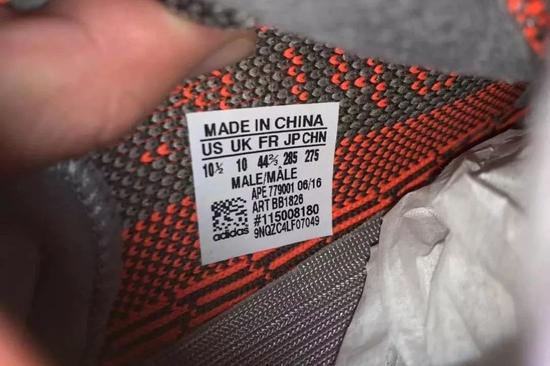 MADE IN CHINA
US UK FR JP CHN
10½ 10 44⅔ 285 275
MALE/MÂLE
APE 779001 06/16
ART BB1826
#115008180
adidas 9NQZC4LF07049